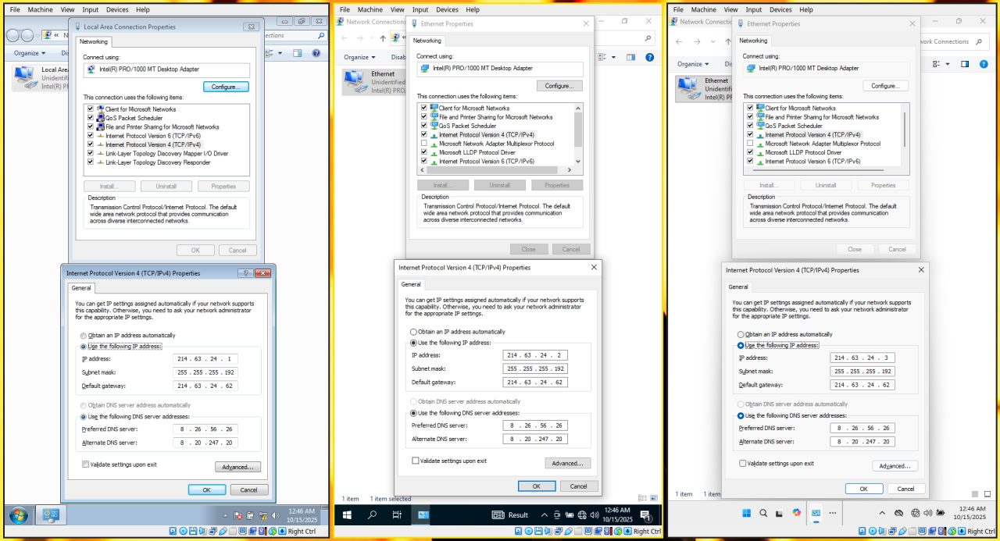 File Machine View Input Devices Help
Local Area Connection Properties
Networking
Connect using:
Intel(R) PRO/1000 MT Desktop Adapter
Configure...
This connection uses the following items:
Client for Microsoft Networks
QoS Packet Scheduler
File and Printer Sharing for Microsoft Networks
Internet Protocol Version 6 (TCP/IPv6)
Internet Protocol Version 4 (TCP/IPv4)
Link-Layer Topology Discovery Mapper I/O Driver
Link-Layer Topology Discovery Responder
Install... Uninstall Properties
Description
Transmission Control Protocol/Internet Protocol. The default
wide area network protocol that provides communication
across diverse interconnected networks.
OK Cancel
« N
ections
Organize Di
Local Area
Unidentifi
Intel(R) PR
Internet Protocol Version 4 (TCP/IPv4) Properties
General
You can get IP settings assigned automatically if your network supports
this capability. Otherwise, you need to ask your network administrator
for the appropriate IP settings.
Obtain an IP address automatically
Use the following IP address:
IP address: 214 . 63 . 24 . 1
Subnet mask: 255 . 255 . 255 . 192
Default gateway: 214 . 63 . 24 . 62
Obtain DNS server address automatically
Use the following DNS server addresses:
Preferred DNS server: 8 . 26 . 56 . 26
Alternate DNS server: 8 . 20 . 247 . 20
Validate settings upon exit
Advanced...
OK Cancel
12:46 AM
10/15/2025
Right Ctrl
File Machine View Input Devices Help
Network Connections
Ethernet Properties
Networking
Connect using:
Intel(R) PRO/1000 MT Desktop Adapter
Configure...
This connection uses the following items:
Client for Microsoft Networks
File and Printer Sharing for Microsoft Networks
QoS Packet Scheduler
Internet Protocol Version 4 (TCP/IPv4)
Microsoft Network Adapter Multiplexor Protocol
Microsoft LLDP Protocol Driver
Internet Protocol Version 6 (TCP/IPv6)
Install... Uninstall Properties
Description
Transmission Control Protocol/Internet Protocol. The default
wide area network protocol that provides communication
across diverse interconnected networks.
Close Cancel
Organize Disab
Ethernet
Unidentified
Intel(R) PRO/
Internet Protocol Version 4 (TCP/IPv4) Properties
General
You can get IP settings assigned automatically if your network supports
this capability. Otherwise, you need to ask your network administrator
for the appropriate IP settings.
Obtain an IP address automatically
Use the following IP address:
IP address: 214 . 63 . 24 . 2
Subnet mask: 255 . 255 . 255 . 192
Default gateway: 214 . 63 . 24 . 62
Obtain DNS server address automatically
Use the following DNS server addresses:
Preferred DNS server: 8 . 26 . 56 . 26
Alternate DNS server: 8 . 20 . 247 . 20
Validate settings upon exit
Advanced...
OK Cancel
1 item 1 item selected
Result
12:46 AM
10/15/2025
1
Right Ctrl
File Machine View Input Devices Help
Network Connection
Ethernet Properties
Networking
Connect using:
Intel(R) PRO/1000 MT Desktop Adapter
Configure...
This connection uses the following items:
Client for Microsoft Networks
File and Printer Sharing for Microsoft Networks
QoS Packet Scheduler
Internet Protocol Version 4 (TCP/IPv4)
Microsoft Network Adapter Multiplexor Protocol
Microsoft LLDP Protocol Driver
Internet Protocol Version 6 (TCP/IPv6)
Install... Uninstall Properties
Description
Transmission Control Protocol/Internet Protocol. The default
wide area network protocol that provides communication
across diverse interconnected networks.
Close Cancel
work Connections
Organize Dis
Ethernet
Unidentified
Intel(R) PR
Internet Protocol Version 4 (TCP/IPv4) Properties
General
You can get IP settings assigned automatically if your network supports
this capability. Otherwise, you need to ask your network administrator
for the appropriate IP settings.
Obtain an IP address automatically
Use the following IP address:
IP address: 214 . 63 . 24 . 3
Subnet mask: 255 . 255 . 255 . 192
Default gateway: 214 . 63 . 24 . 62
Obtain DNS server address automatically
Use the following DNS server addresses:
Preferred DNS server: 8 . 26 . 56 . 26
Alternate DNS server: 8 . 20 . 247 . 20
Validate settings upon exit
Advanced...
OK Cancel
1 item 1 item
12:46 AM
10/15/2025
Right Ctrl